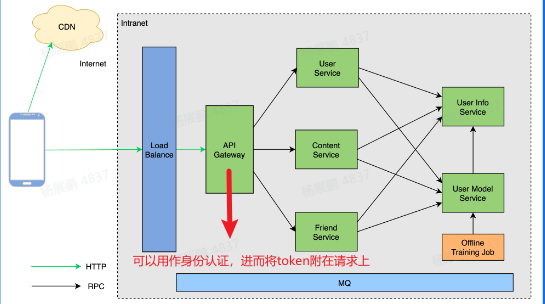 CDN
Intranet
Internet
Load
Balance
API
Gateway
User
Service
Content
Service
Friend
Service
User Info
Service
User Model
Service
Offline
Training Job
可以用作身份认证，进而将token附在请求上
HTTP
RPC
MQ